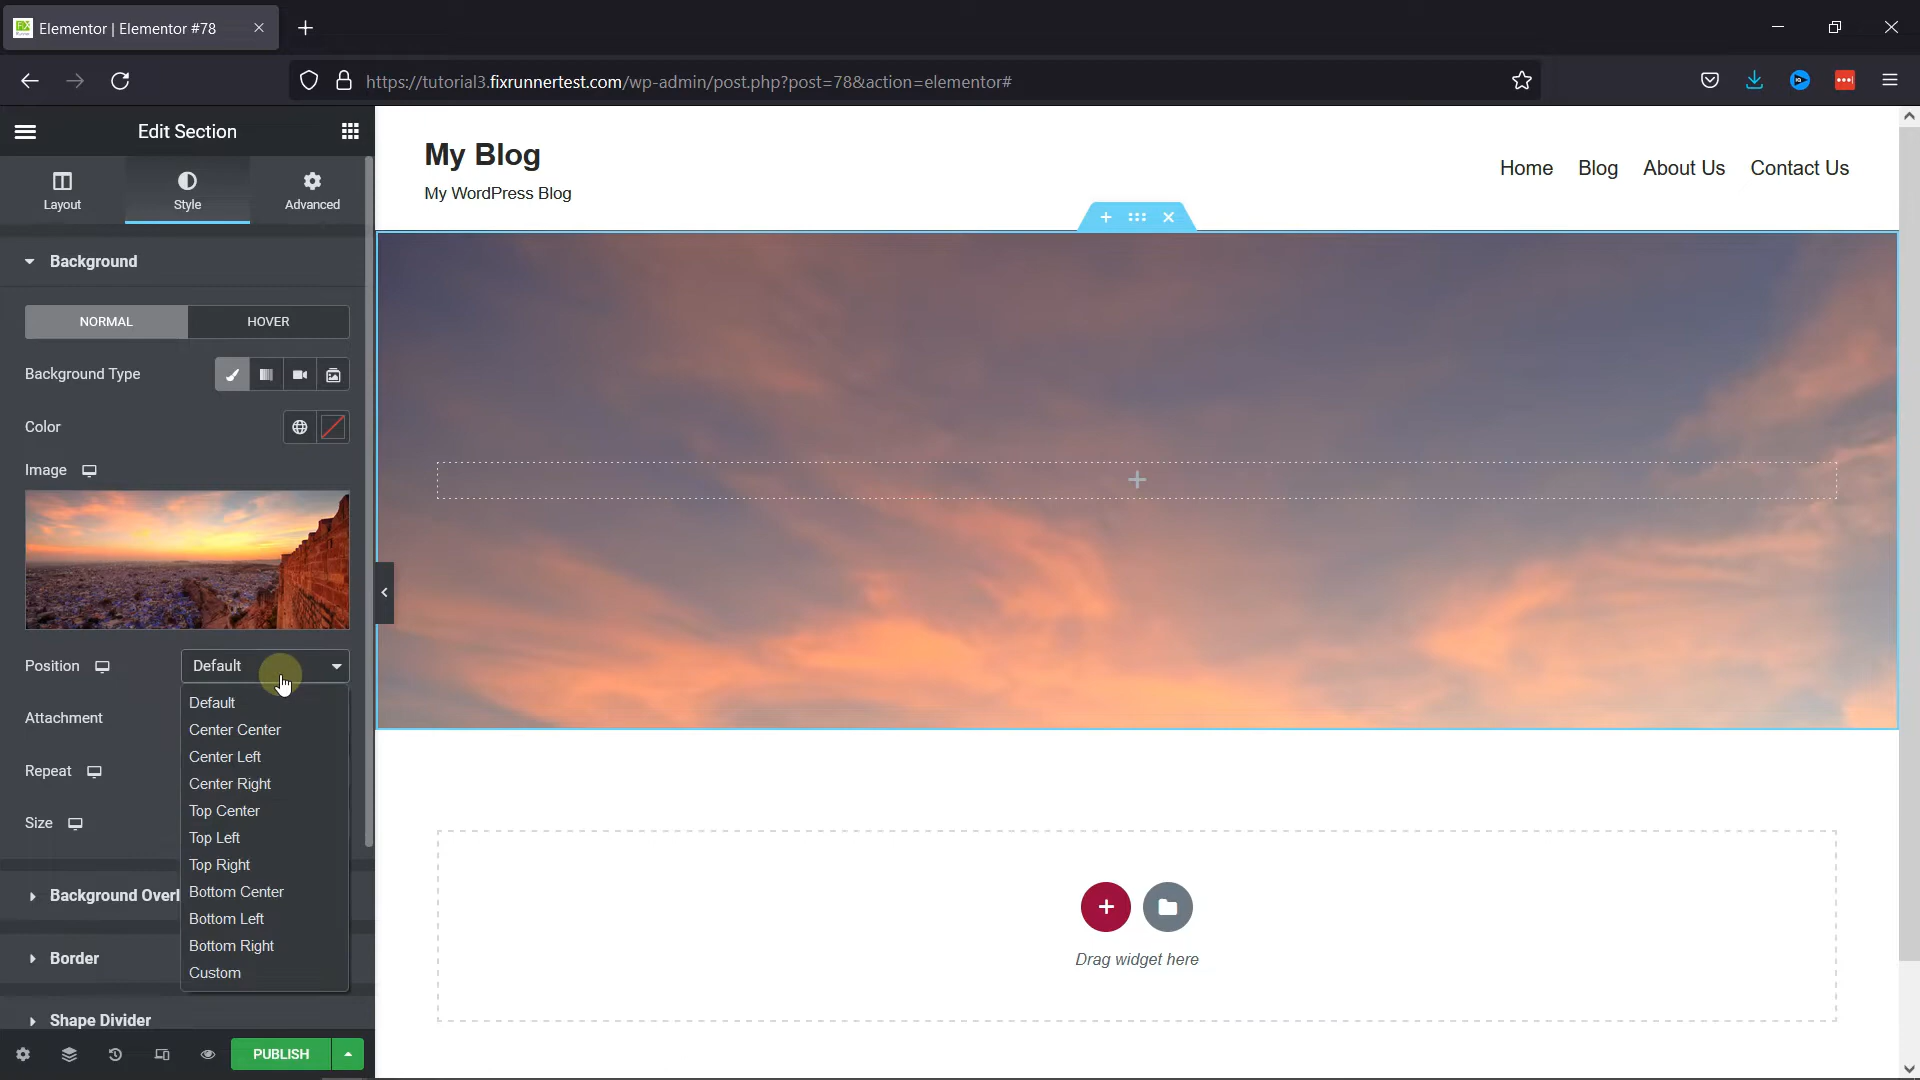 Elementor | Elementor #78
https://tutorial3.fixrunnertest.com/wp-admin/post.php?post=78&action=elementor#
Edit Section
Layout
Style
Advanced
Background
NORMAL
HOVER
Background Type
Color
Image
Position
Default
Attachment
Repeat
Size
Default
Center Center
Center Left
Center Right
Top Center
Top Left
Top Right
Bottom Center
Bottom Left
Bottom Right
Custom
Background Overl
Border
Shape Divider
PUBLISH
My Blog
My WordPress Blog
Home Blog About Us Contact Us
Drag widget here